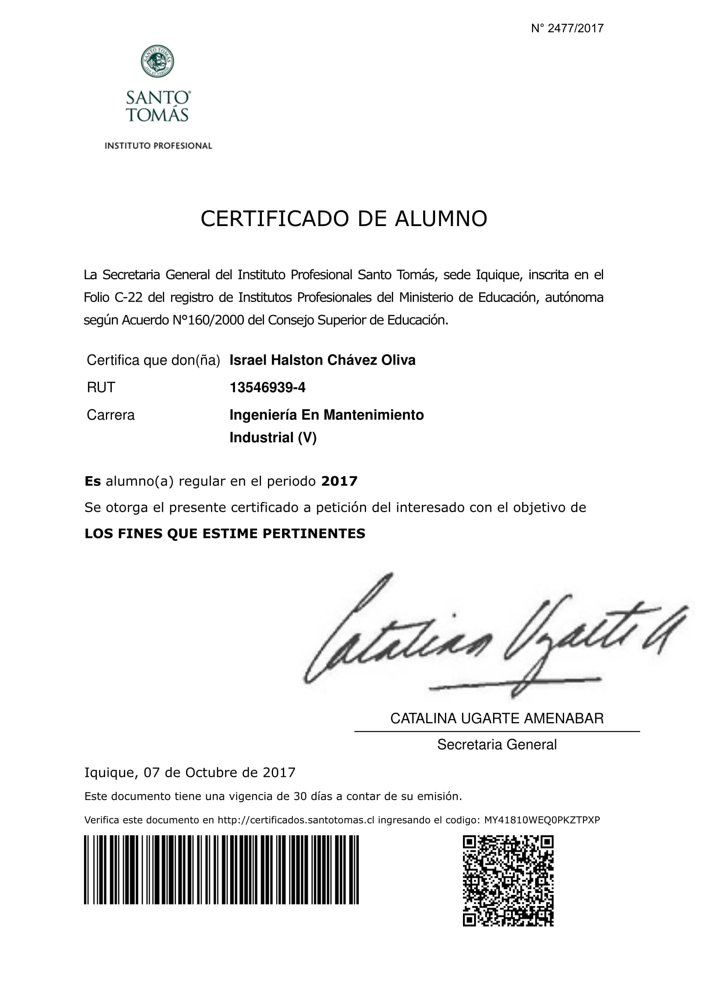 N° 2477/2017
SANTO TOMÁS
LUX ET VERITAS
SANTO®
TOMÁS
INSTITUTO PROFESIONAL
CERTIFICADO DE ALUMNO
La Secretaria General del Instituto Profesional Santo Tomás, sede Iquique, inscrita en el
Folio C-22 del registro de Institutos Profesionales del Ministerio de Educación, autónoma
según Acuerdo Nº160/2000 del Consejo Superior de Educación.
Certifica que don(ña) Israel Halston Chávez Oliva
RUT 13546939-4
Carrera Ingeniería En Mantenimiento
Industrial (V)
Es alumno(a) regular en el periodo 2017
Se otorga el presente certificado a petición del interesado con el objetivo de
LOS FINES QUE ESTIME PERTINENTES
Catalina Ugarte A
CATALINA UGARTE AMENABAR
Secretaria General
Iquique, 07 de Octubre de 2017
Este documento tiene una vigencia de 30 días a contar de su emisión.
Verifica este documento en http://certificados.santotomas.cl ingresando el codigo: MY41810WEQ0PKZTPXP